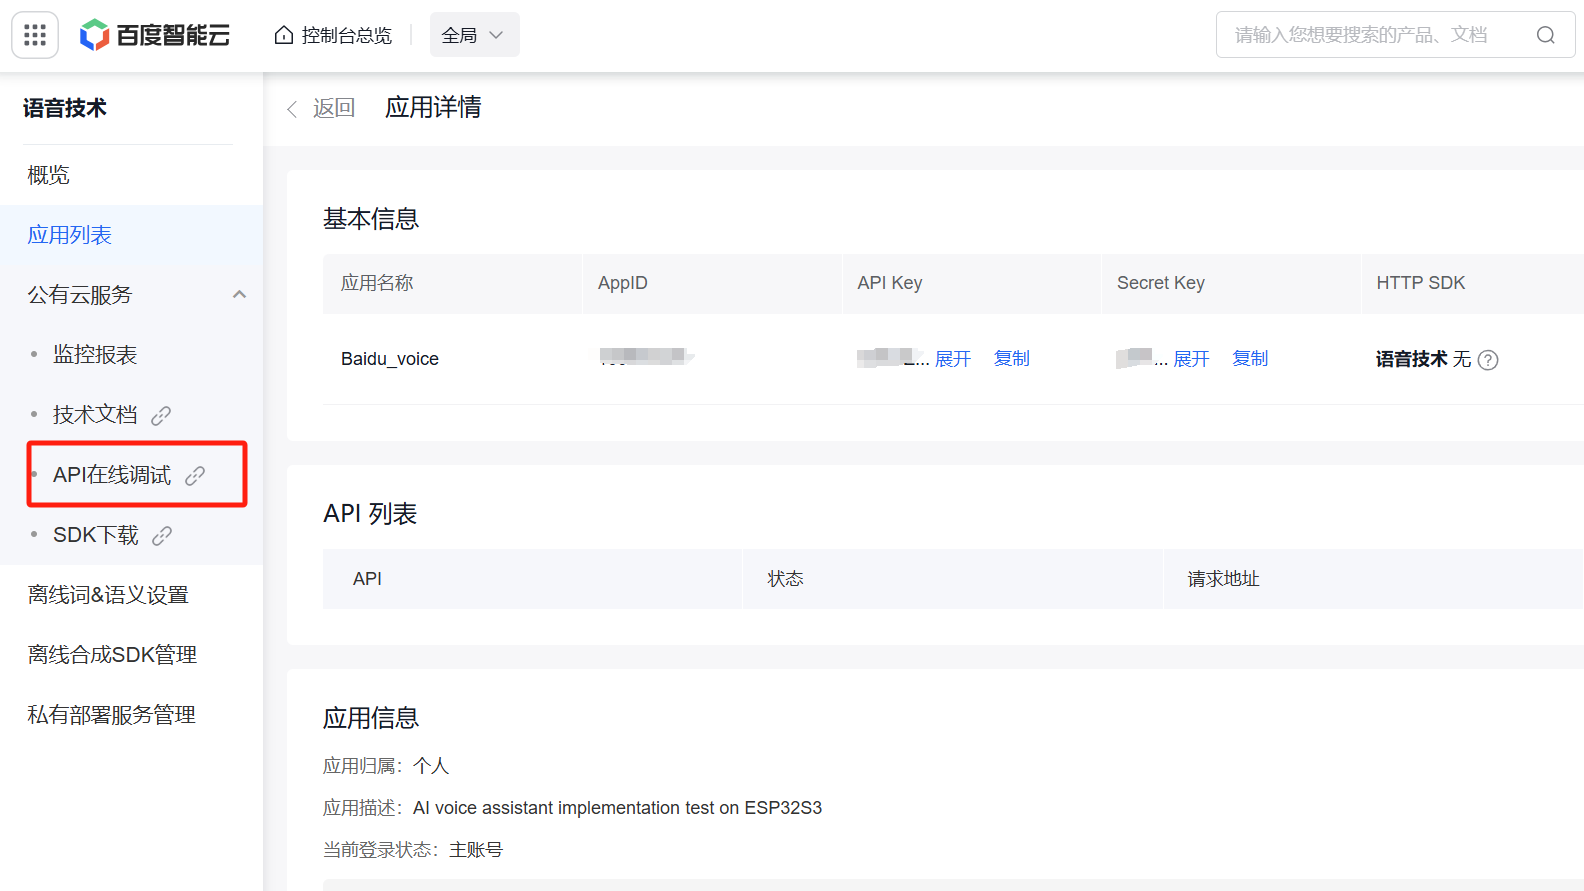 百度智能云
控制台总览
全局
请输入您想要搜索的产品、文档
语音技术
概览
应用列表
公有云服务
监控报表
技术文档
API在线调试
SDK下载
离线词&语义设置
离线合成SDK管理
私有部署服务管理
返回 应用详情
基本信息
应用名称 AppID API Key Secret Key HTTP SDK
Baidu_voice ... 展开 复制 ... 展开 复制 语音技术 无
API 列表
API 状态 请求地址
应用信息
应用归属：个人
应用描述：AI voice assistant implementation test on ESP32S3
当前登录状态：主账号